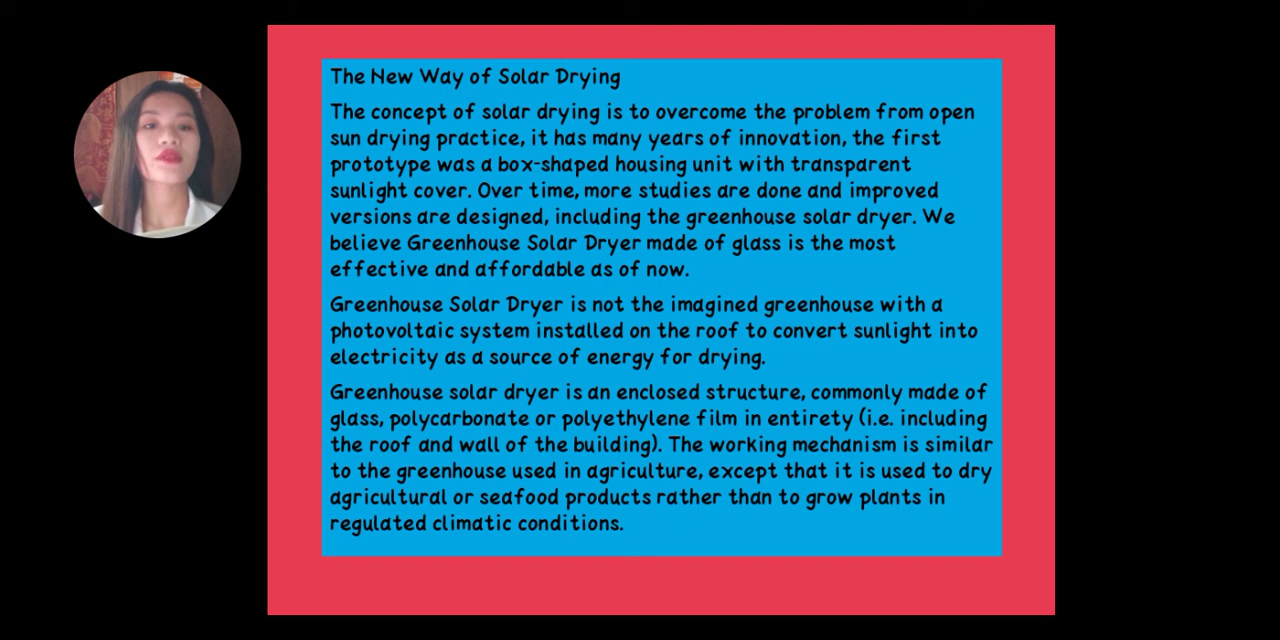 The New Way of Solar Drying
The concept of solar drying is to overcome the problem from open
sun drying practice, it has many years of innovation, the first
prototype was a box-shaped housing unit with transparent
sunlight cover. Over time, more studies are done and improved
versions are designed, including the greenhouse solar dryer. We
believe Greenhouse Solar Dryer made of glass is the most
effective and affordable as of now.
Greenhouse Solar Dryer is not the imagined greenhouse with a
photovoltaic system installed on the roof to convert sunlight into
electricity as a source of energy for drying.
Greenhouse solar dryer is an enclosed structure, commonly made of
glass, polycarbonate or polyethylene film in entirety (i.e. including
the roof and wall of the building). The working mechanism is similar
to the greenhouse used in agriculture, except that it is used to dry
agricultural or seafood products rather than to grow plants in
regulated climatic conditions.